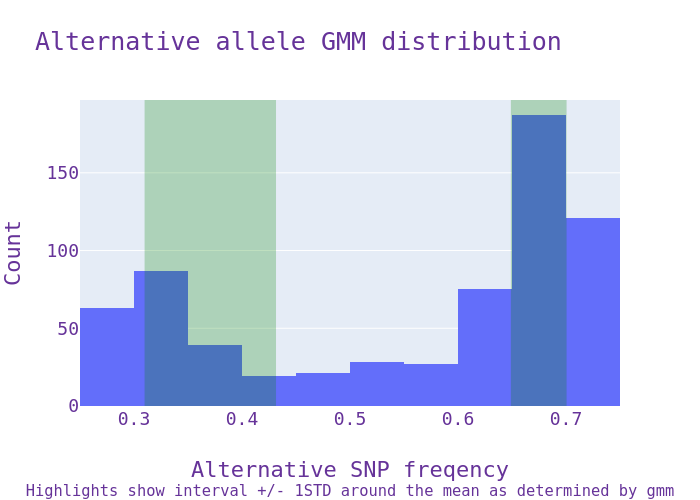 Alternative allele GMM distribution
Count
150
100
50
0
0.3 0.4 0.5 0.6 0.7
Alternative SNP freqency
Highlights show interval +/- 1STD around the mean as determined by gmm